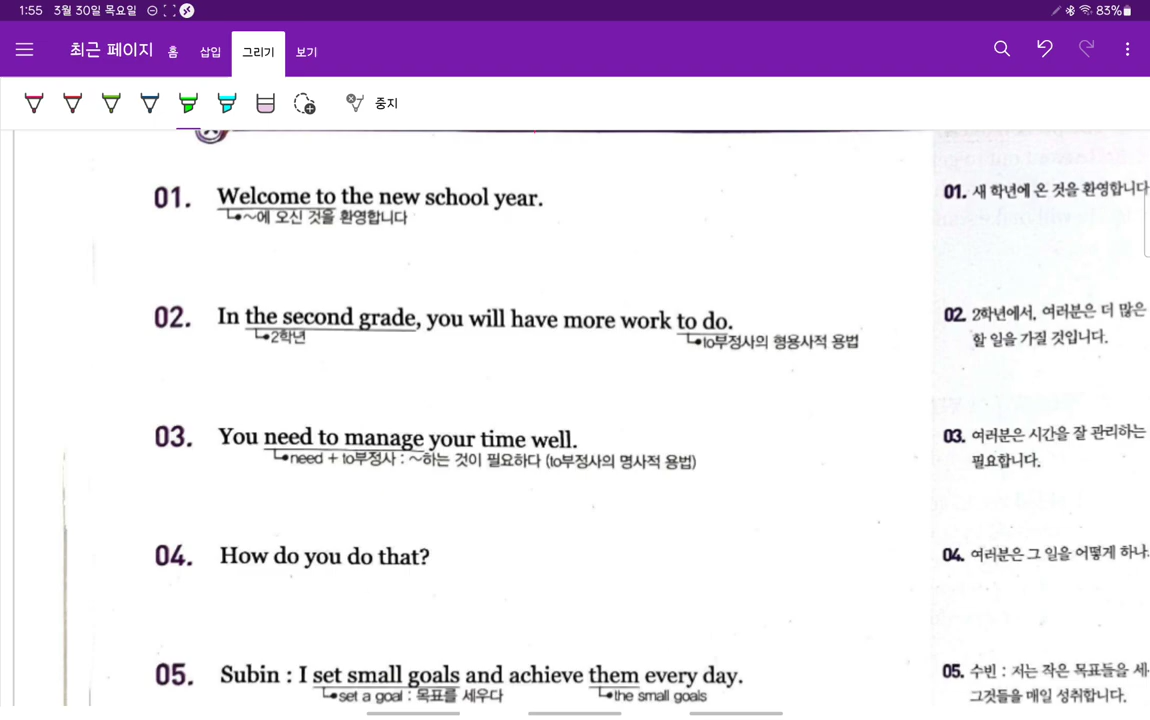 1:55 3월 30일 목요일 83%
최근 페이지 홈 삽입 그리기 보기
중지
01. Welcome to the new school year.
~에 오신 것을 환영합니다
01. 새 학년에 온 것을 환영합니다
02. In the second grade, you will have more work to do.
2학년
to부정사의 형용사적 용법
02. 2학년에서, 여러분은 더 많은
할 일을 가질 것입니다.
03. You need to manage your time well.
need + to부정사 : ~하는 것이 필요하다 (to부정사의 명사적 용법)
03. 여러분은 시간을 잘 관리하는
필요합니다.
04. How do you do that?
04. 여러분은 그 일을 어떻게 하나
05. Subin : I set small goals and achieve them every day.
set a goal : 목표를 세우다
the small goals
05. 수빈 : 저는 작은 목표들을 세
그것들을 매일 성취합니다.